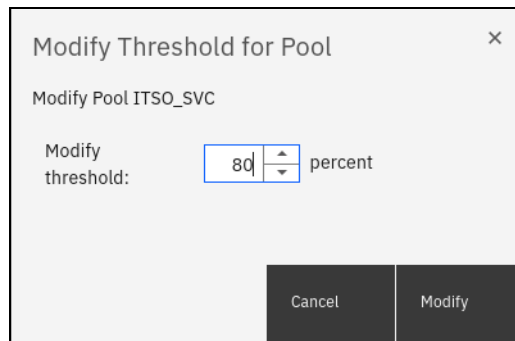 Modify Threshold for Pool
Modify Pool ITSO_SVC
Modify
threshold:
80 percent
Cancel Modify